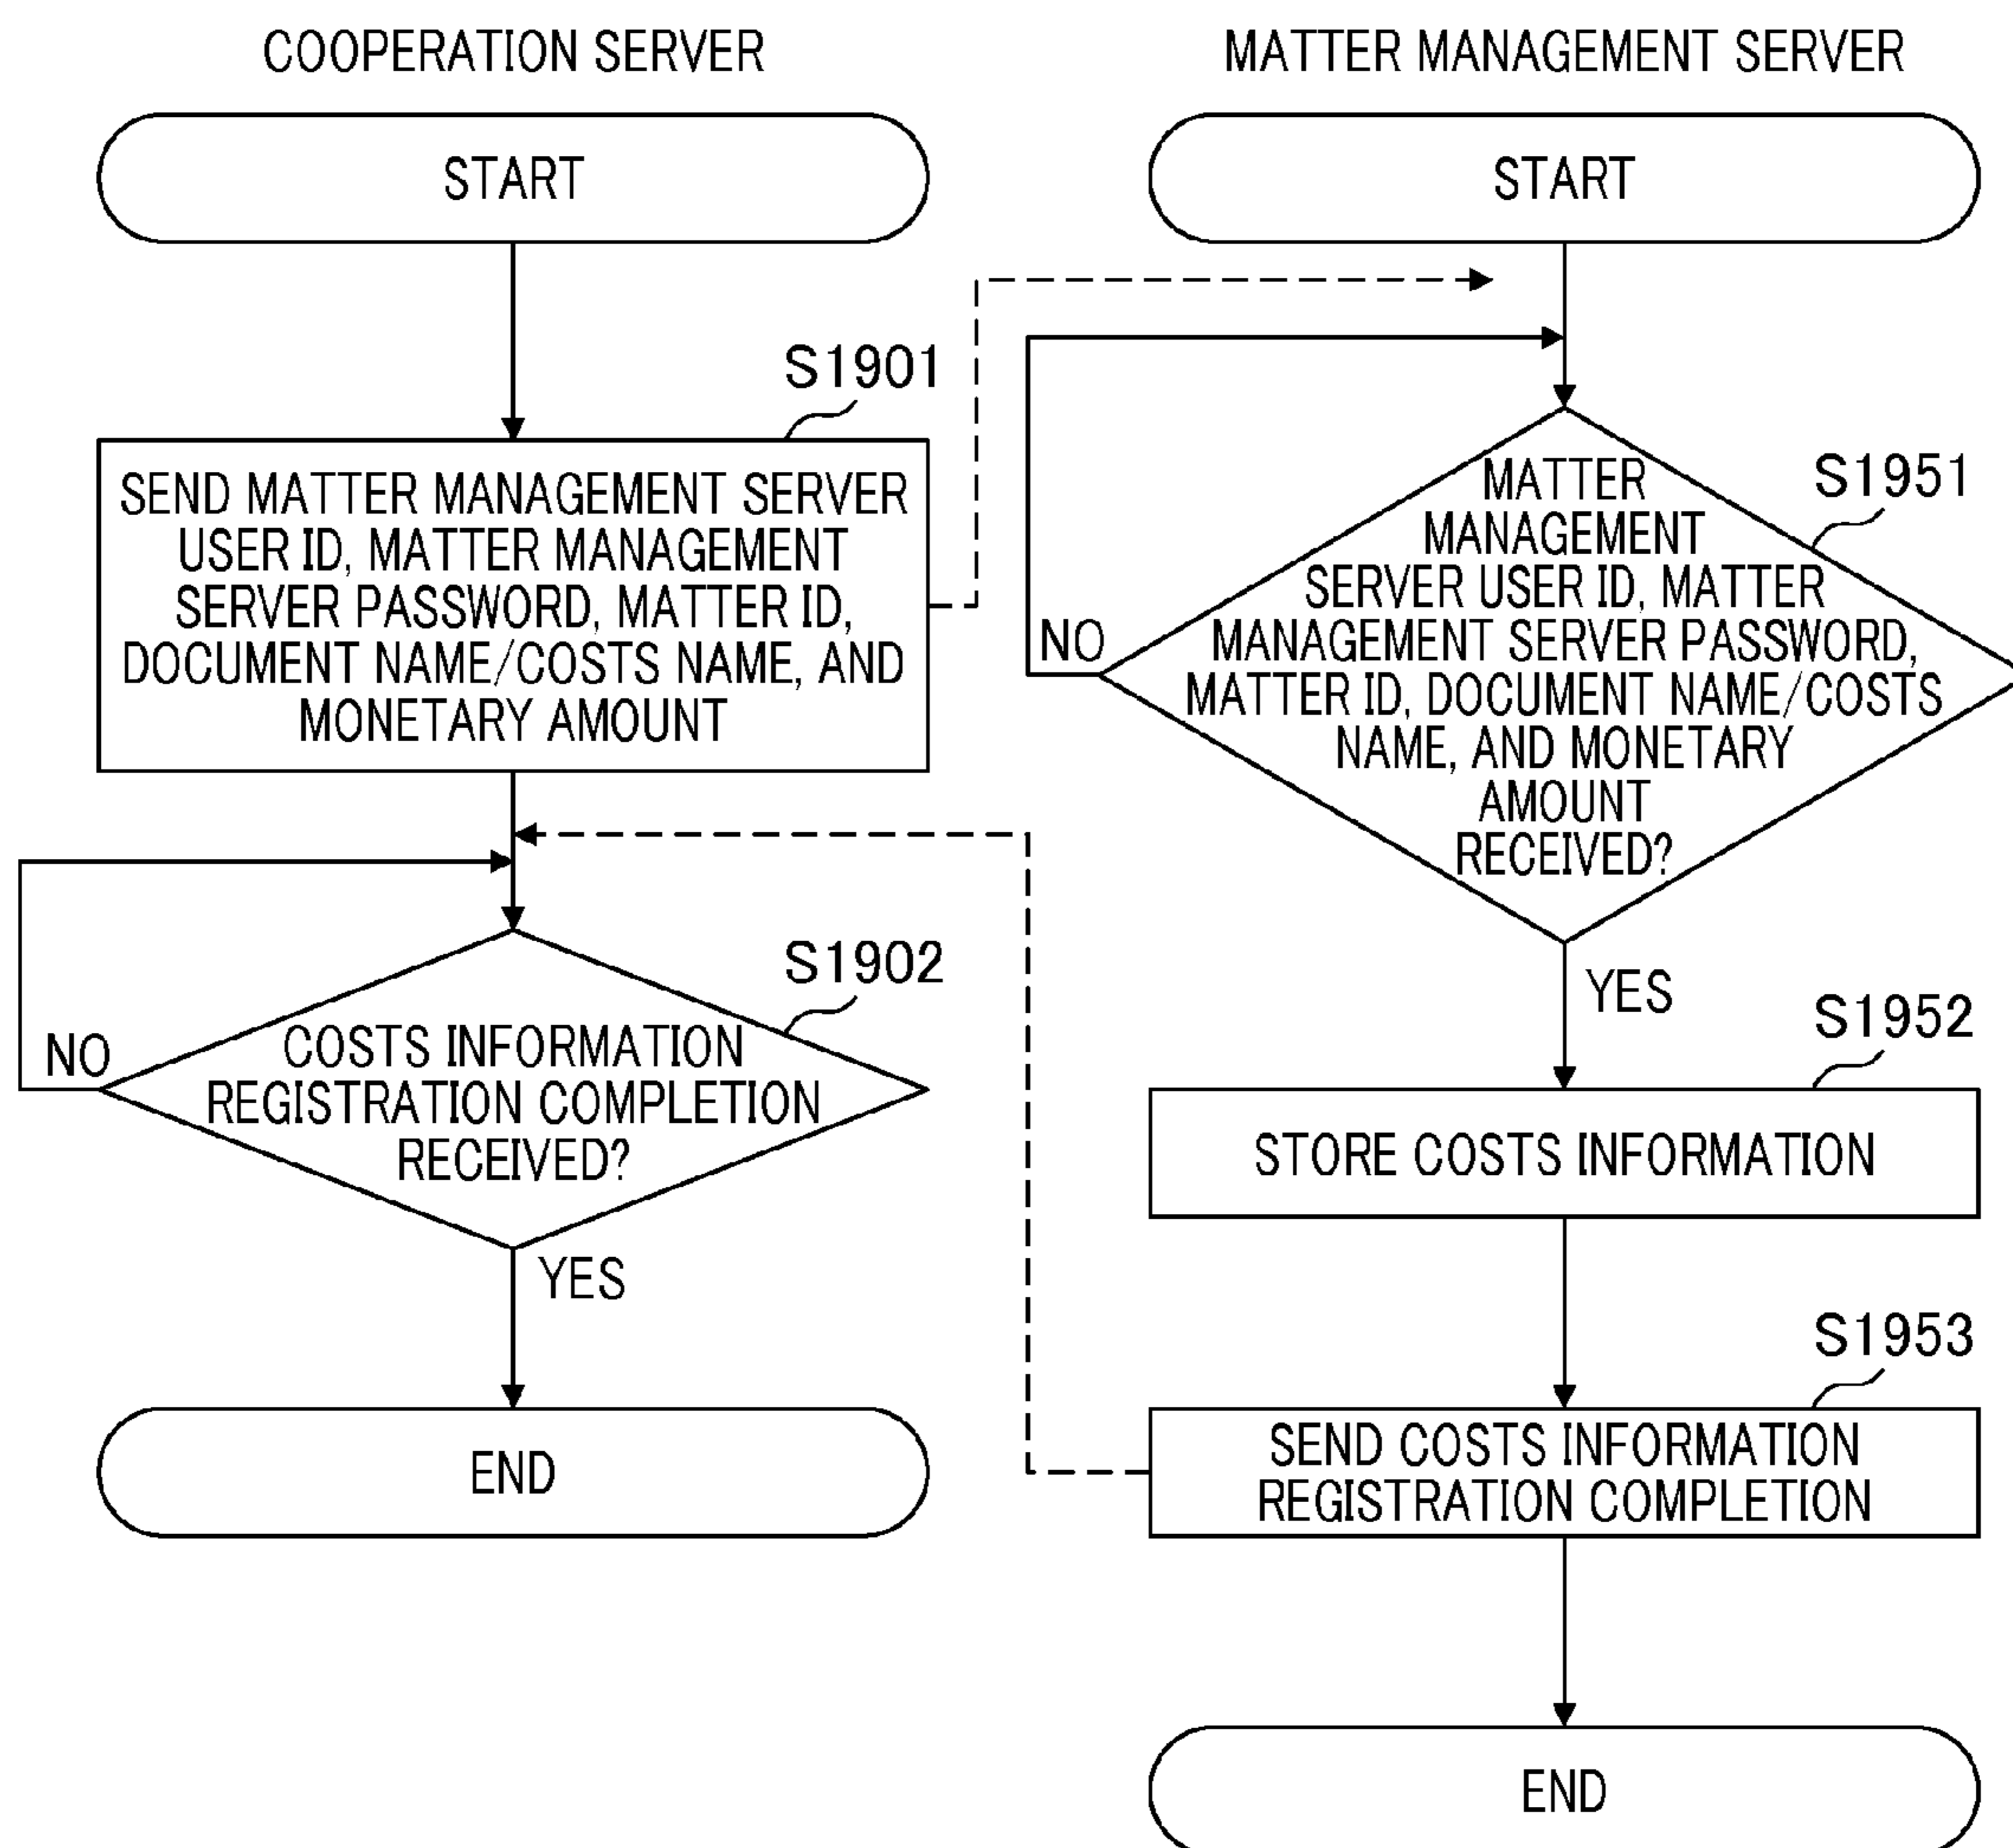 COOPERATION SERVER
START
S1901
SEND MATTER MANAGEMENT SERVER
USER ID, MATTER MANAGEMENT
SERVER PASSWORD, MATTER ID,
DOCUMENT NAME/COSTS NAME, AND
MONETARY AMOUNT
S1902
NO
COSTS INFORMATION
REGISTRATION COMPLETION
RECEIVED?
YES
END
MATTER MANAGEMENT SERVER
START
S1951
NO
MATTER
MANAGEMENT
SERVER USER ID, MATTER
MANAGEMENT SERVER PASSWORD,
MATTER ID, DOCUMENT NAME/COSTS
NAME, AND MONETARY
AMOUNT
RECEIVED?
YES
S1952
STORE COSTS INFORMATION
S1953
SEND COSTS INFORMATION
REGISTRATION COMPLETION
END